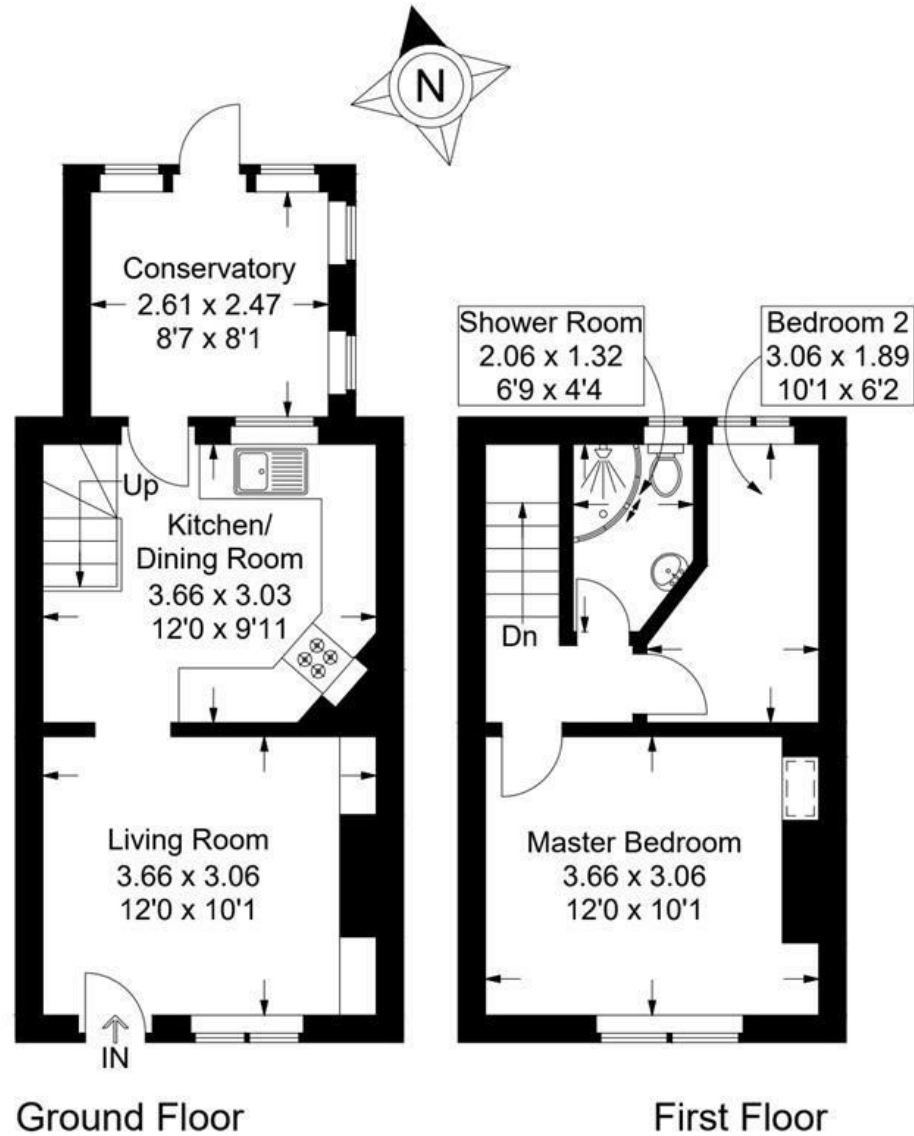 N
Conservatory
2.61 x 2.47
8'7 x 8'1
Up
Kitchen/
Dining Room
3.66 x 3.03
12'0 x 9'11
Living Room
3.66 x 3.06
12'0 x 10'1
IN
Ground Floor
Shower Room
2.06 x 1.32
6'9 x 4'4
Bedroom 2
3.06 x 1.89
10'1 x 6'2
Dn
Master Bedroom
3.66 x 3.06
12'0 x 10'1
First Floor